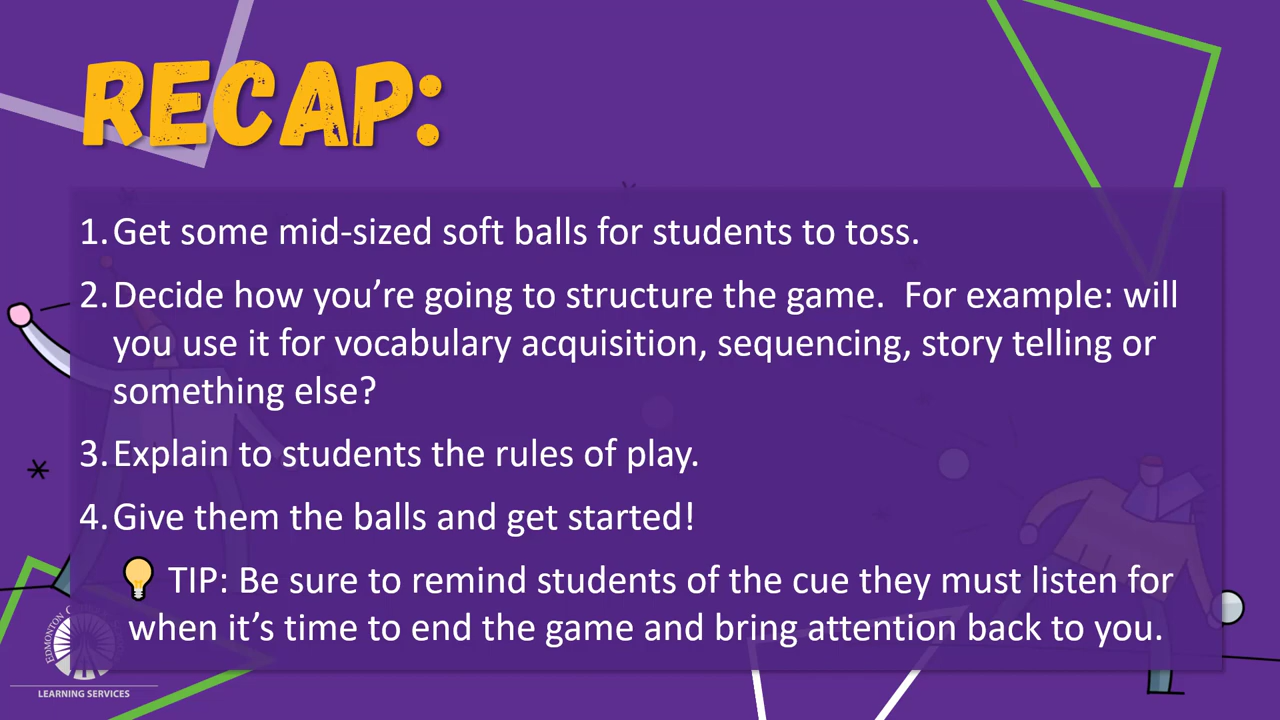 RECAP:
1. Get some mid-sized soft balls for students to toss.
2. Decide how you're going to structure the game.  For example: will
you use it for vocabulary acquisition, sequencing, story telling or
something else?
3. Explain to students the rules of play.
4. Give them the balls and get started!
TIP: Be sure to remind students of the cue they must listen for
when it's time to end the game and bring attention back to you.
EDMONTON
LEARNING SERVICES